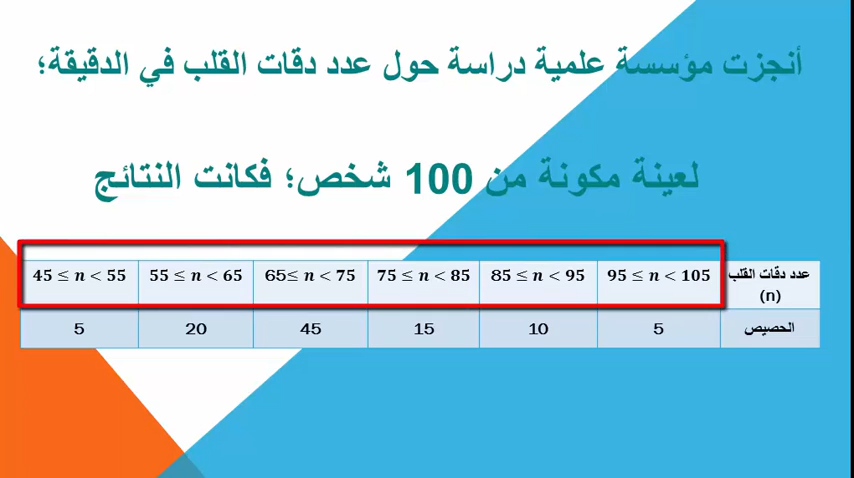 أنجزت مؤسسة علمية دراسة حول عدد دقات القلب في الدقيقة؛
لعينة مكونة من 100 شخص؛ فكانت النتائج
عدد دقات القلب (n) 95 ≤ n < 105 85 ≤ n < 95 75 ≤ n < 85 65≤ n < 75 55 ≤ n < 65 45 ≤ n < 55
الحصيص 5 10 15 45 20 5